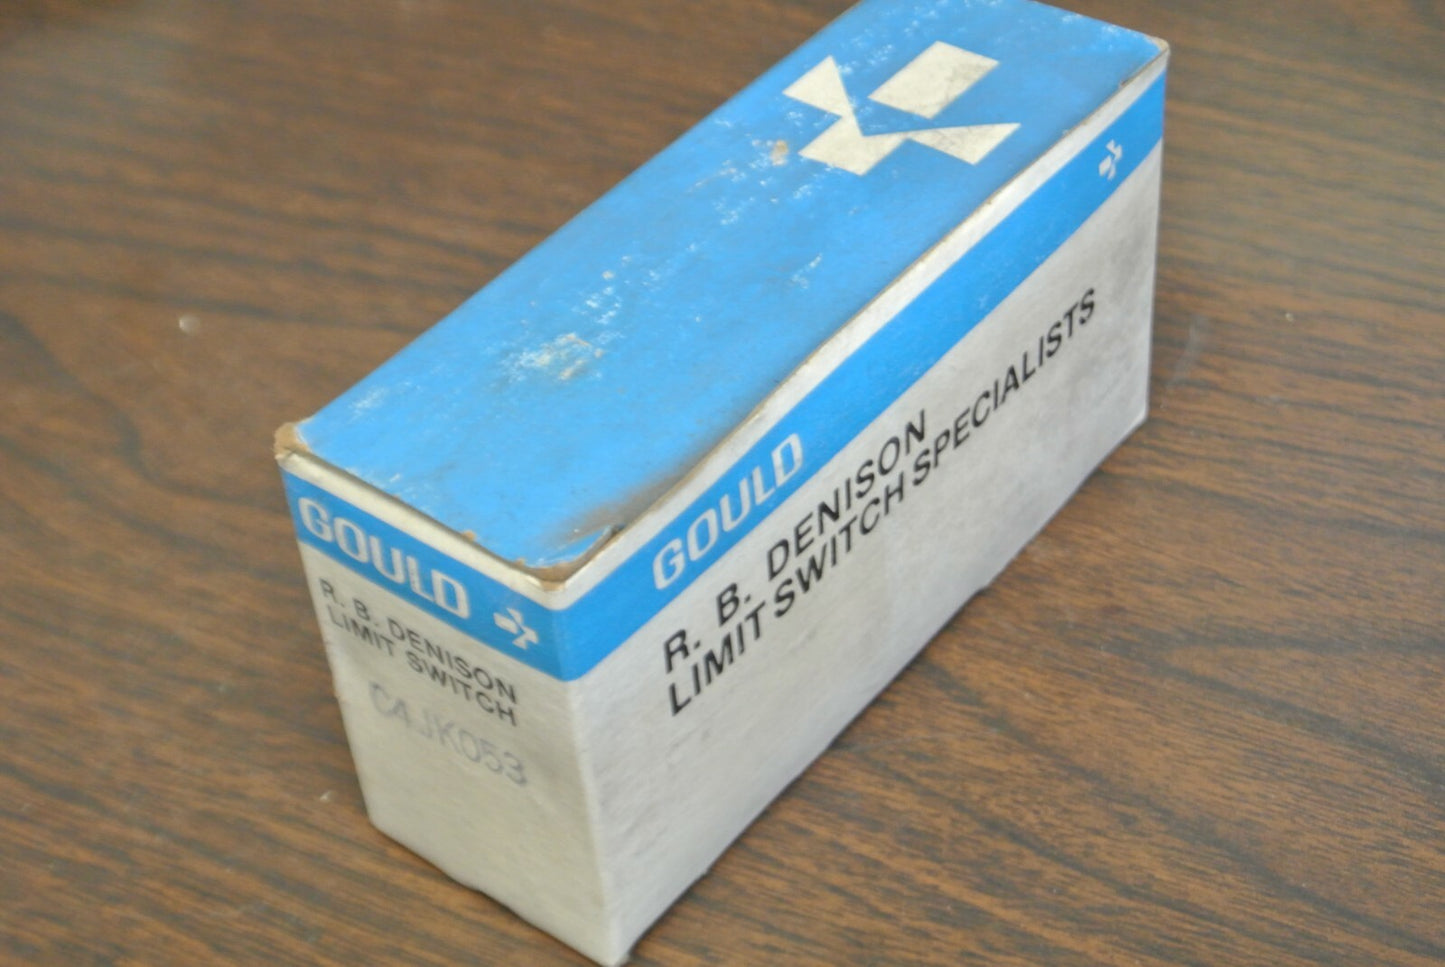 GOULD
R. B. DENISON
LIMIT SWITCH
C4JK053
GOULD
R. B. DENISON
LIMIT SWITCH SPECIALISTS